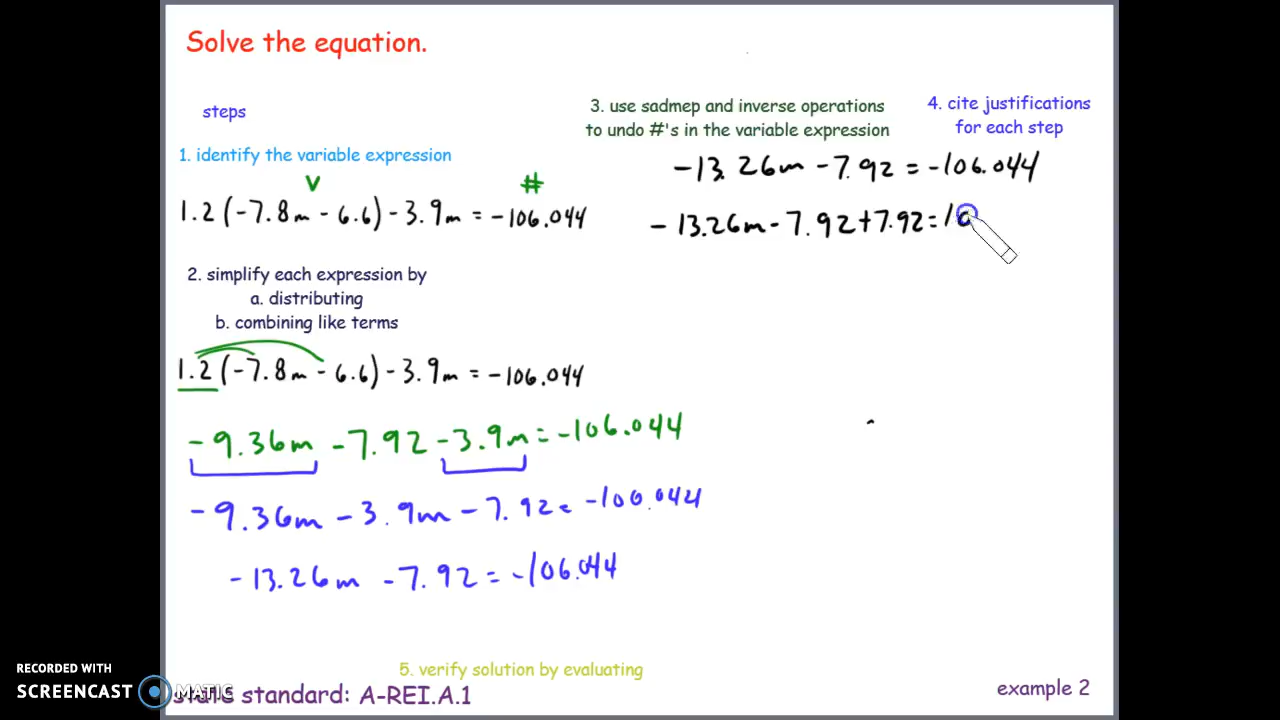 Solve the equation.
steps
1. identify the variable expression
V #
1.2(-7.8m - 6.6) - 3.9m = -106.044
2. simplify each expression by
a. distributing
b. combining like terms
1.2(-7.8m - 6.6) - 3.9m = -106.044
-9.36m - 7.92 - 3.9m = -106.044
-9.36m - 3.9m - 7.92 = -100.044
-13.26m - 7.92 = -106.044
3. use sadmep and inverse operations
to undo #'s in the variable expression
4. cite justifications
for each step
-13.26m - 7.92 = -106.044
-13.26m - 7.92 + 7.92 = 10
5. verify solution by evaluating
state standard: A-REI.A.1
example 2
RECORDED WITH
SCREENCAST MATIC